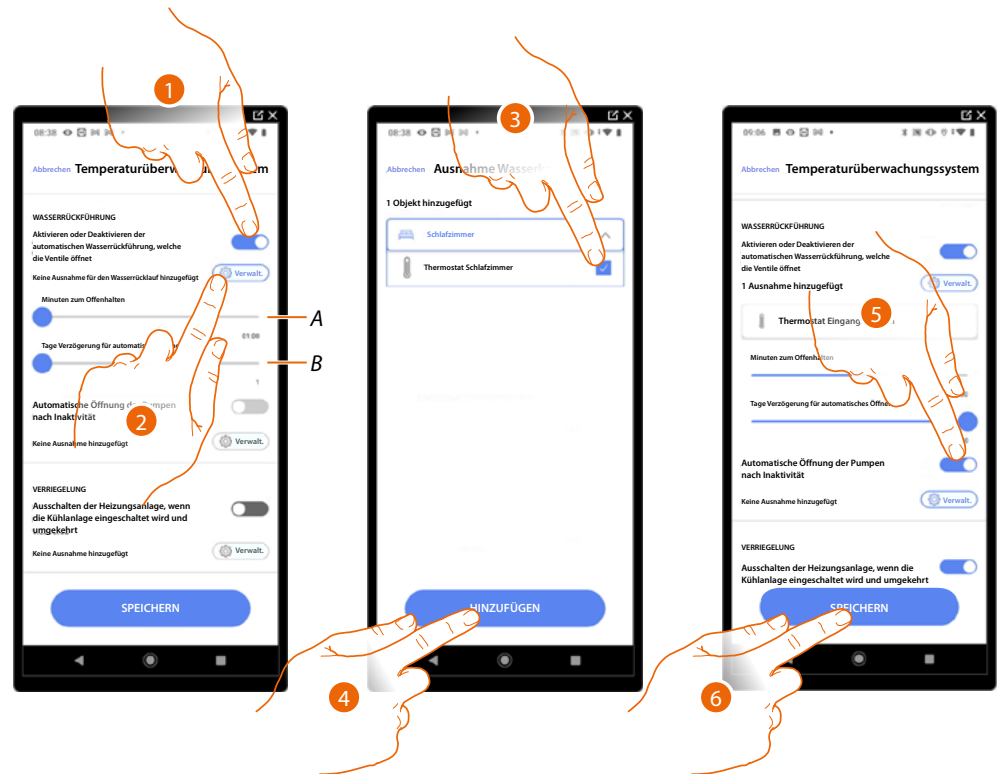 1
08:38
Abbrechen Temperaturüberw
WASSERRÜCKFÜHRUNG
Aktivieren oder Deaktivieren der
automatischen Wasserrückführung, welche
die Ventile öffnet
Keine Ausnahme für den Wasserrücklauf hinzugefügt
Verwalt.
Minuten zum Offenhalten
A
01:00
Tage Verzögerung für
B
1
2
Automatische Öffnung der Pumpen
nach Inaktivität
Keine Ausnahme hinzugefügt
Verwalt.
VERRIEGELUNG
Ausschalten der Heizungsanlage, wenn
die Kühlanlage eingeschaltet wird und
umgekehrt
Keine Ausnahme hinzugefügt
Verwalt.
SPEICHERN
3
08:38
Abbrechen Ausnahme
1 Objekt hinzugefügt
Schlafzimmer
Thermostat Schlafzimmer
HINZUFÜGEN
4
09:06
Abbrechen Temperaturüberwachungssystem
WASSERRÜCKFÜHRUNG
Aktivieren oder Deaktivieren der
automatischen Wasserrückführung, welche
die Ventile öffnet
1 Ausnahme hinzugefügt
Verwalt.
5
Thermostat Eingang
Minuten zum Offenhalten
Tage Verzögerung für automatisches
Automatische Öffnung der Pumpen
nach Inaktivität
Keine Ausnahme hinzugefügt
Verwalt.
VERRIEGELUNG
Ausschalten der Heizungsanlage, wenn die
Kühlanlage eingeschaltet wird und umgekehrt
SPEICHERN
6